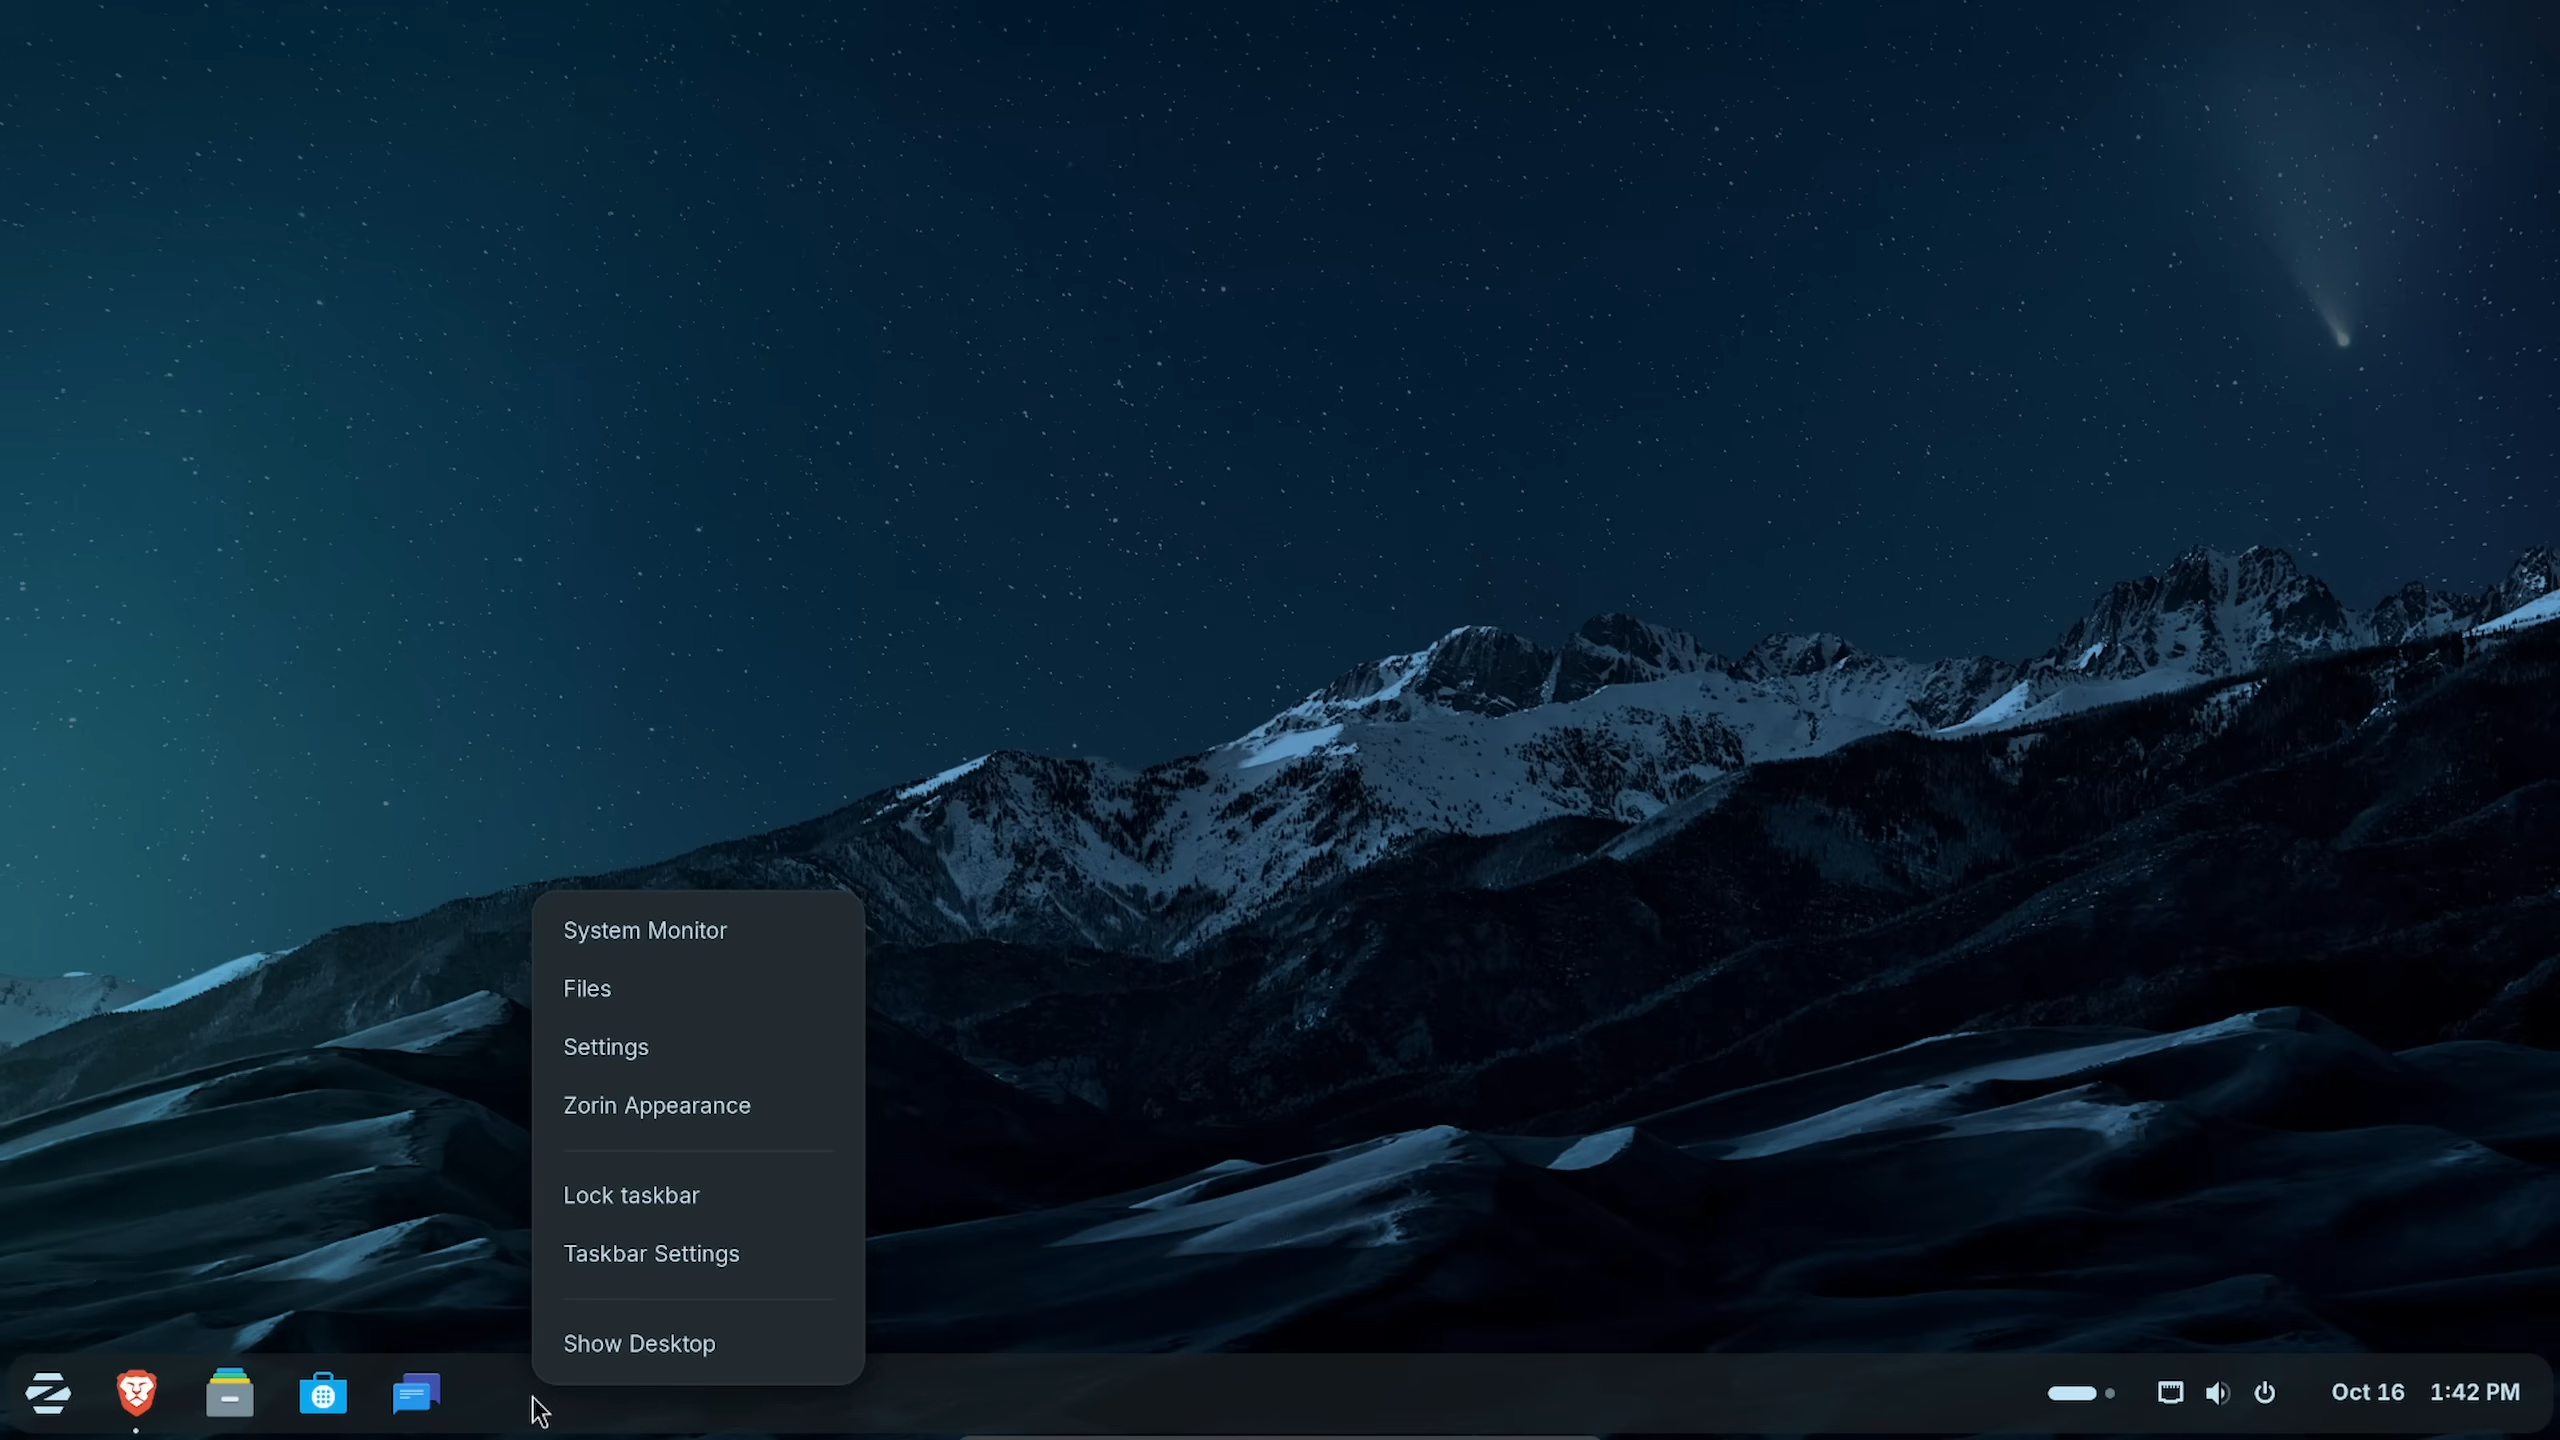 System Monitor
Files
Settings
Zorin Appearance
Lock taskbar
Taskbar Settings
Show Desktop
Oct 16 1:42 PM